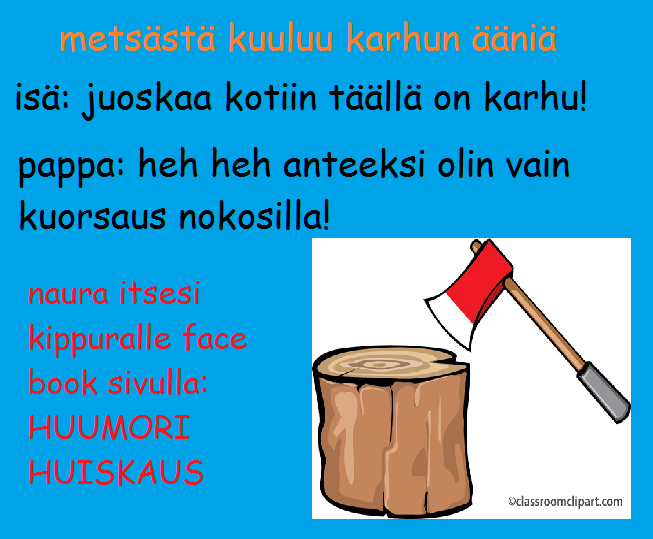 metsästä kuuluu karhun ääniä
isä: juoskaa kotiin täällä on karhu!
pappa: heh heh anteeksi olin vain
kuorsaus nokosilla!
naura itsesi
kippuralle face
book sivulla:
HUUMORI
HUISKAUS
©classroomclipart.com